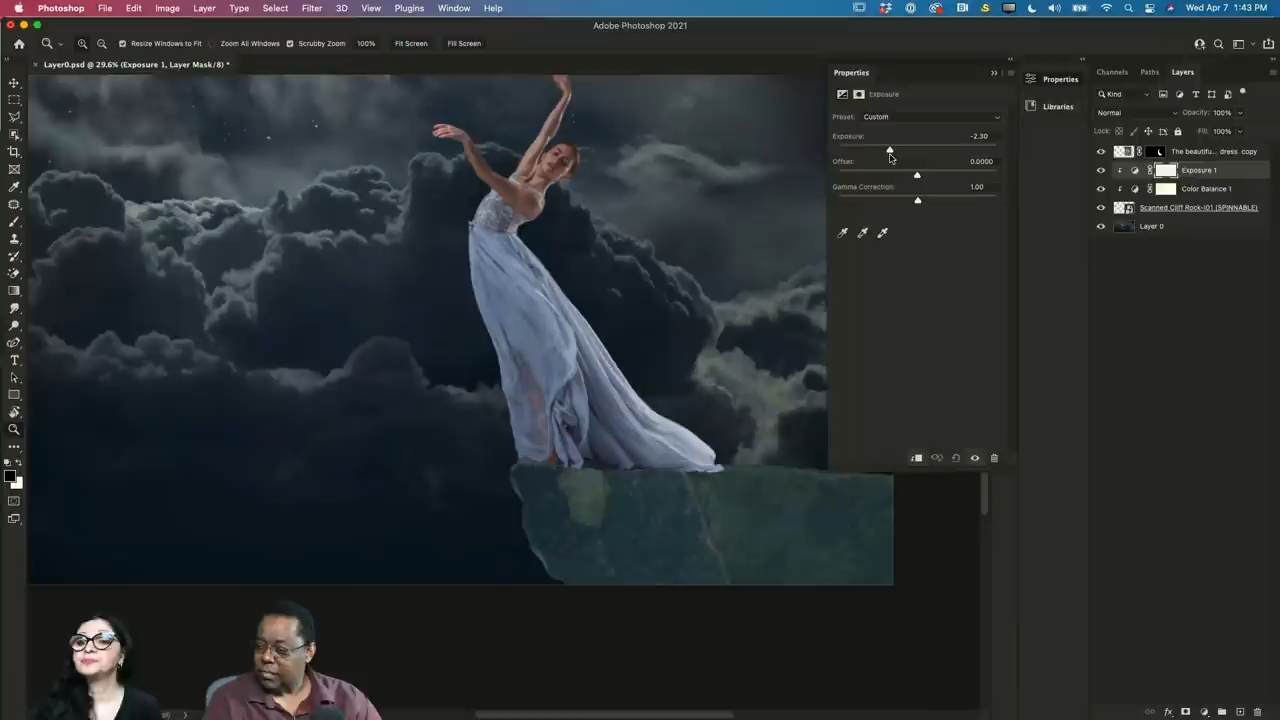 Photoshop File Edit Image Layer Type Select Filter 3D View Plugins Window Help Wed Apr 7 1:43 PM
Adobe Photoshop 2021
Resize Windows to Fit Zoom All Windows Scrubby Zoom 100% Fit Screen Fill Screen
× Layer0.psd @ 29.6% (Exposure 1, Layer Mask/8) *
Properties
Exposure
Preset: Custom
Exposure: -2.30
Offset: 0.0000
Gamma Correction: 1.00
Properties
Libraries
Channels Paths Layers
Kind
Normal Opacity: 100%
Lock: Fill: 100%
The beautifu... dress copy
Exposure 1
Color Balance 1
Scanned Cliff Rock-I01 (SPINNABLE)
Layer 0